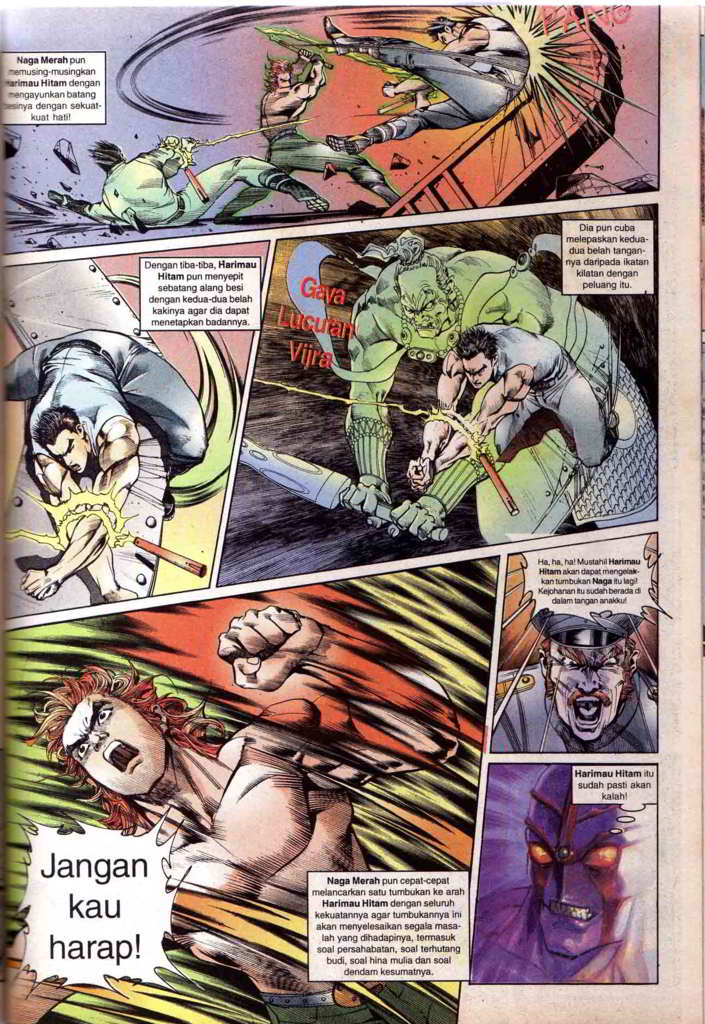 PANG
Naga Merah pun
memusing-musingkan
Harimau Hitam dengan
mengayunkan batang
besinya dengan sekuat-
kuat hati!
Dengan tiba-tiba, Harimau
Hitam pun menyepit
sebatang alang besi
dengan kedua-dua belah
kakinya agar dia dapat
menetapkan badannya.
Dia pun cuba
melepaskan kedua-
dua belah tangan-
nya daripada ikatan
kilatan dengan
peluang itu.
Gaya
Lucutan
Vijra
Ha, ha, ha! Mustahil Harimau
Hitam akan dapat mengelak-
kan tumbukan Naga itu lagi!
Kejohanan itu sudah berada di
dalam tangan anakku!
Jangan
kau
harap!
Naga Merah pun cepat-cepat
melancarkan satu tumbukan ke arah
Harimau Hitam dengan seluruh
kekuatannya agar tumbukannya ini
akan menyelesaikan segala masa-
lah yang dihadapinya, termasuk
soal persahabatan, soal terhutang
budi, soal hina mulia dan soal
dendam kesumatnya.
Harimau Hitam itu
sudah pasti akan
kalah!